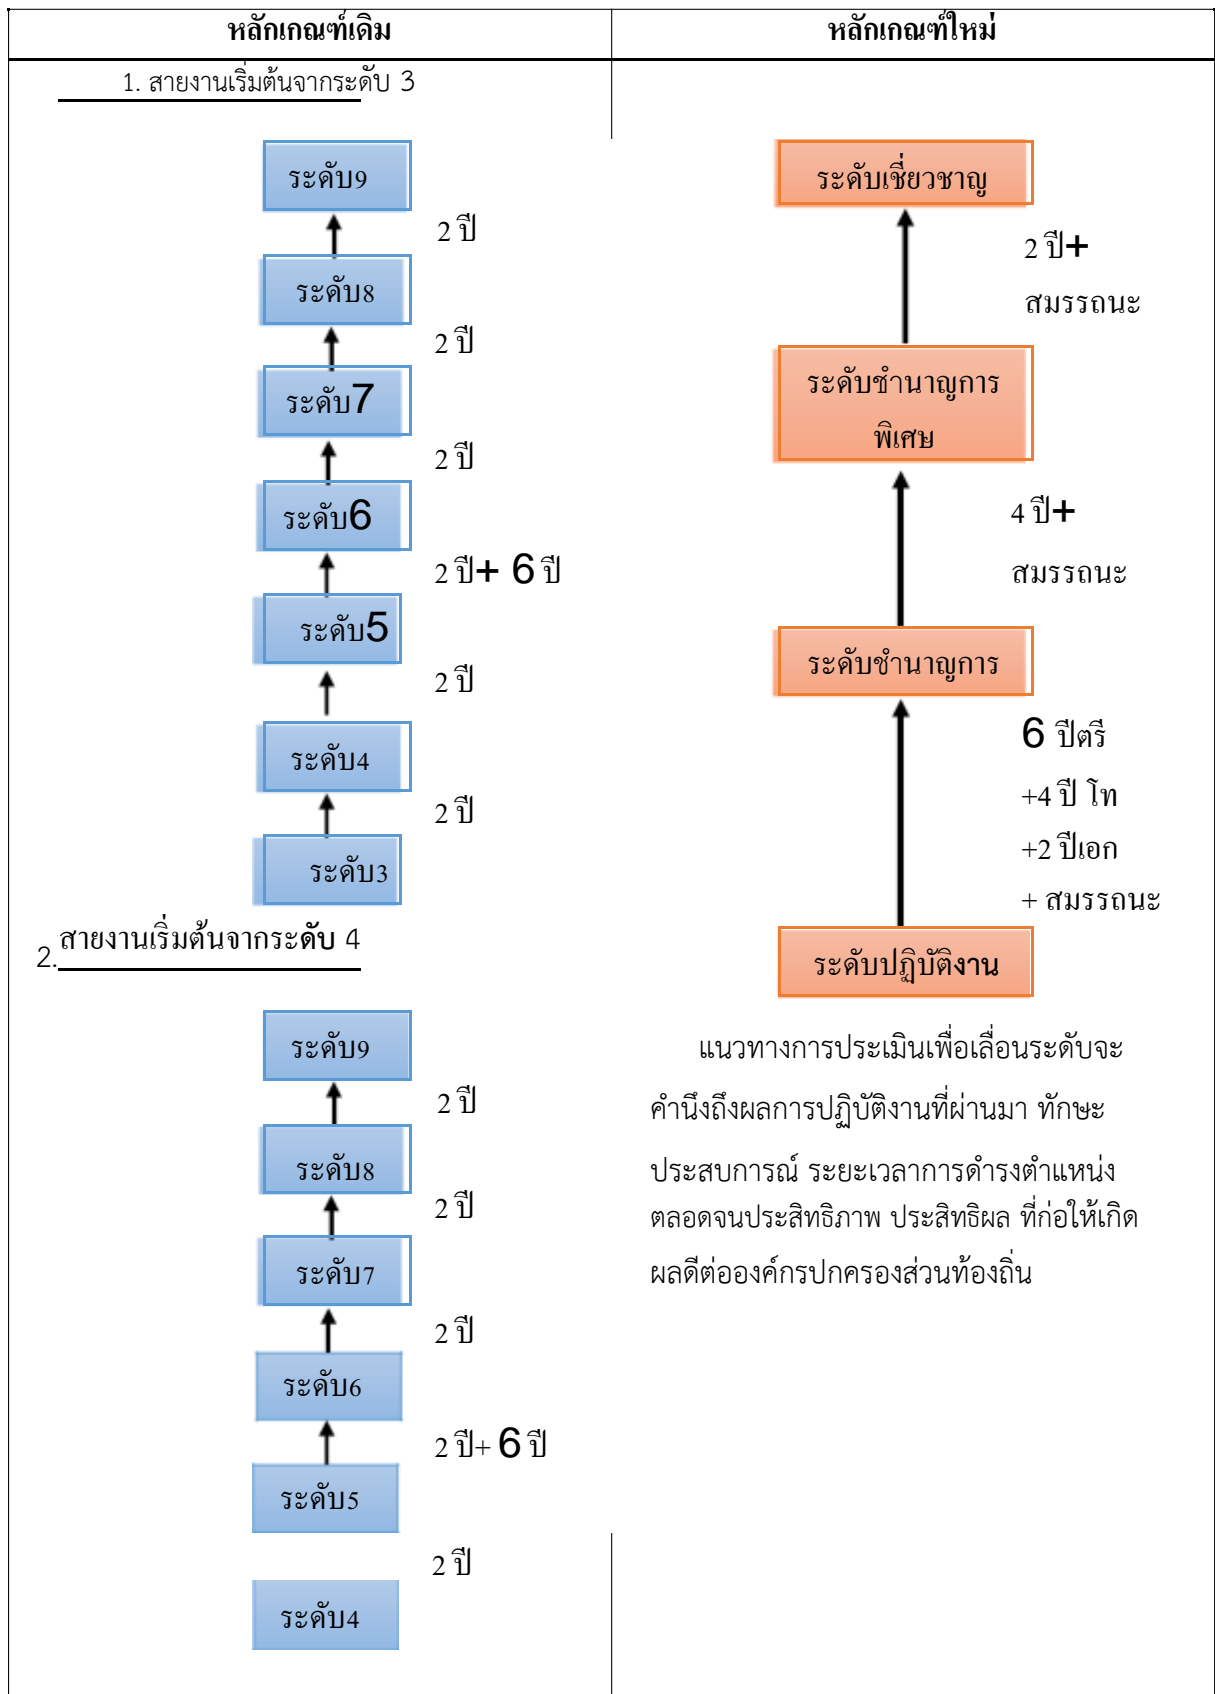 หลักเกณฑ์เดิม
หลักเกณฑ์ใหม่
1. สายงานเริ่มต้นจากระดับ 3
ระดับ9
2 ปี
ระดับ8
2 ปี
ระดับ7
2 ปี
ระดับ6
2 ปี+ 6 ปี
ระดับ5
2 ปี
ระดับ4
2 ปี
ระดับ3
2. สายงานเริ่มต้นจากระดับ 4
ระดับ9
2 ปี
ระดับ8
2 ปี
ระดับ7
2 ปี
ระดับ6
2 ปี+ 6 ปี
ระดับ5
2 ปี
ระดับ4
ระดับเชี่ยวชาญ
2 ปี+
สมรรถนะ
ระดับชำนาญการ
พิเศษ
4 ปี+
สมรรถนะ
ระดับชำนาญการ
6 ปีตรี
+4 ปี โท
+2 ปีเอก
+ สมรรถนะ
ระดับปฏิบัติงาน
แนวทางการประเมินเพื่อเลื่อนระดับจะ
คำนึงถึงผลการปฏิบัติงานที่ผ่านมา ทักษะ
ประสบการณ์ ระยะเวลาการดำรงตำแหน่ง
ตลอดจนประสิทธิภาพ ประสิทธิผล ที่ก่อให้เกิด
ผลดีต่อองค์กรปกครองส่วนท้องถิ่น